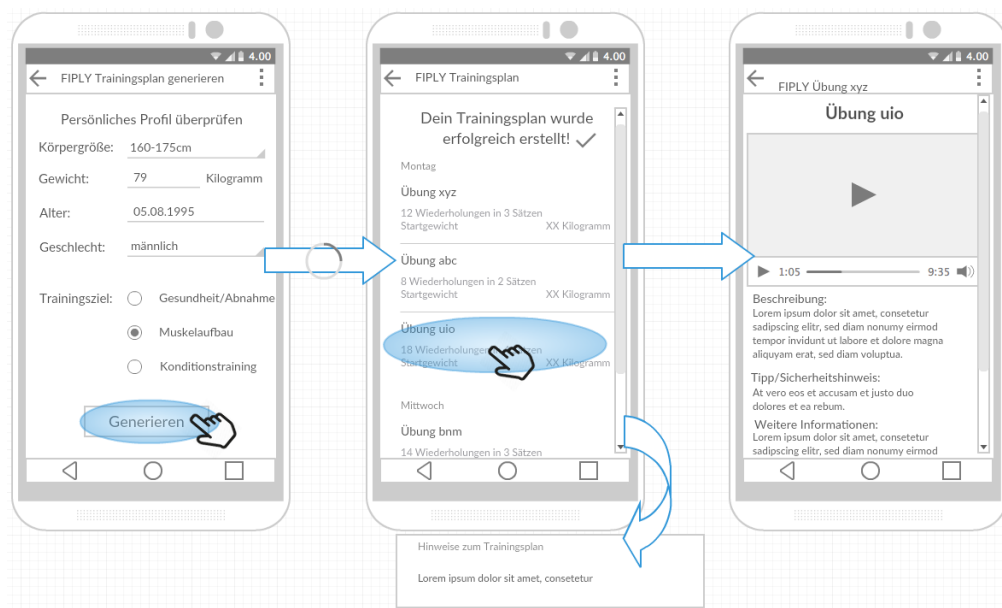 4.00
FIPLY Trainingsplan generieren
Persönliches Profil überprüfen
Körpergröße: 160-175cm
Gewicht: 79 Kilogramm
Alter: 05.08.1995
Geschlecht: männlich
Trainingsziel: Gesundheit/Abnahme
Muskelaufbau
Konditionstraining
Generieren
4.00
FIPLY Trainingsplan
Dein Trainingsplan wurde
erfolgreich erstellt!
Montag
Übung xyz
12 Wiederholungen in 3 Sätzen
Startgewicht XX Kilogramm
Übung abc
8 Wiederholungen in 2 Sätzen
Startgewicht XX Kilogramm
Übung uio
18 Wiederholungen in Sätzen
Startgewicht XX Kilogramm
Mittwoch
Übung bnm
14 Wiederholungen in 3 Sätzen
Hinweise zum Trainingsplan
Lorem ipsum dolor sit amet, consetetur
4.00
FIPLY Übung xyz
Übung uio
1:05 9:35
Beschreibung:
Lorem ipsum dolor sit amet, consetetur
sadipscing elitr, sed diam nonumy eirmod
tempor invidunt ut labore et dolore magna
aliquyam erat, sed diam voluptua.
Tipp/Sicherheitshinweis:
At vero eos et accusam et justo duo
dolores et ea rebum.
Weitere Informationen:
Lorem ipsum dolor sit amet, consetetur
sadipscing elitr, sed diam nonumy eirmod